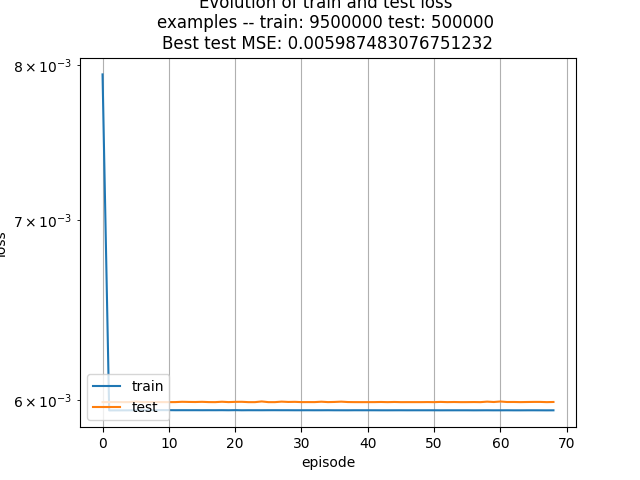 Evolution of train and test loss
examples -- train: 9500000 test: 500000
Best test MSE: 0.005987483076751232
8 × 10⁻³
7 × 10⁻³
6 × 10⁻³
loss
train
test
0 10 20 30 40 50 60 70
episode